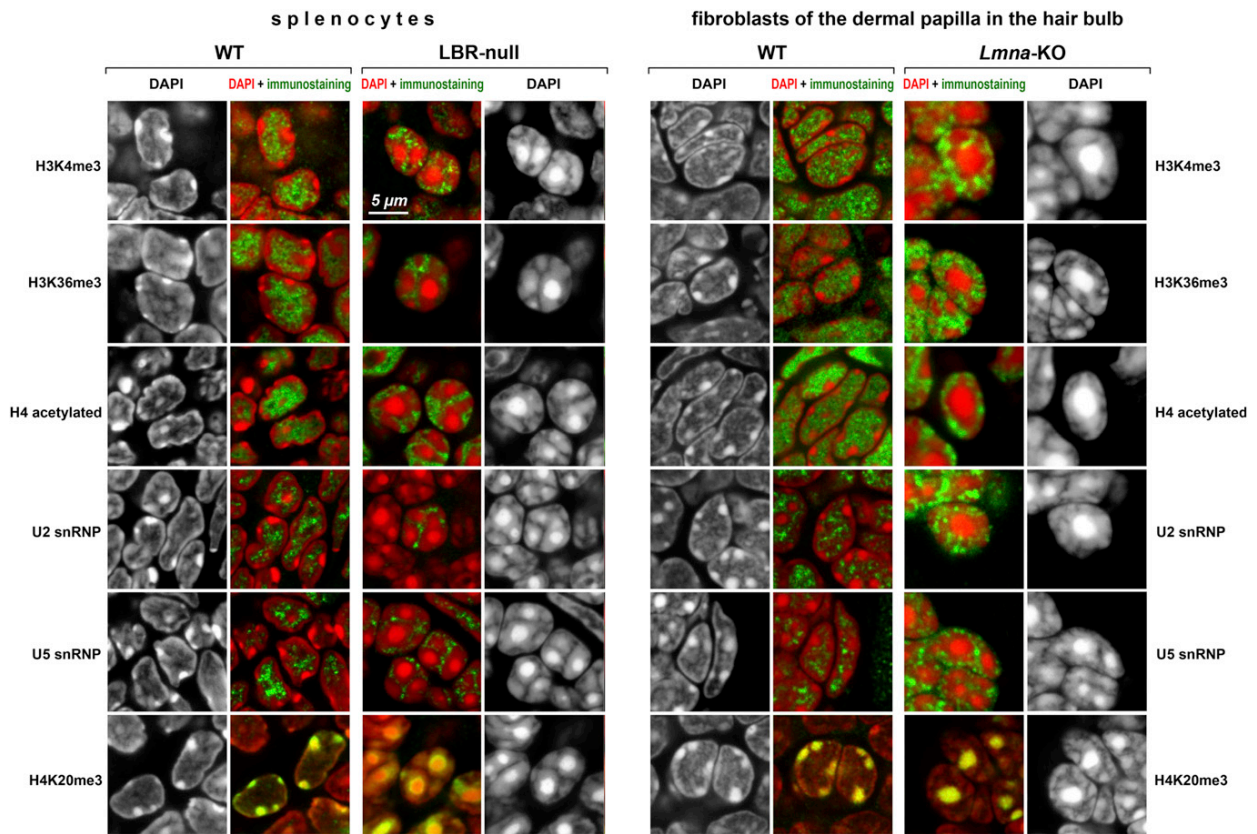 splenocytes
fibroblasts of the dermal papilla in the hair bulb
WT
LBR-null
WT
Lmna-KO
DAPI
DAPI + immunostaining
DAPI + immunostaining
DAPI
DAPI
DAPI + immunostaining
DAPI + immunostaining
DAPI
H3K4me3
5 µm
H3K4me3
H3K36me3
H3K36me3
H4 acetylated
H4 acetylated
U2 snRNP
U2 snRNP
U5 snRNP
U5 snRNP
H4K20me3
H4K20me3